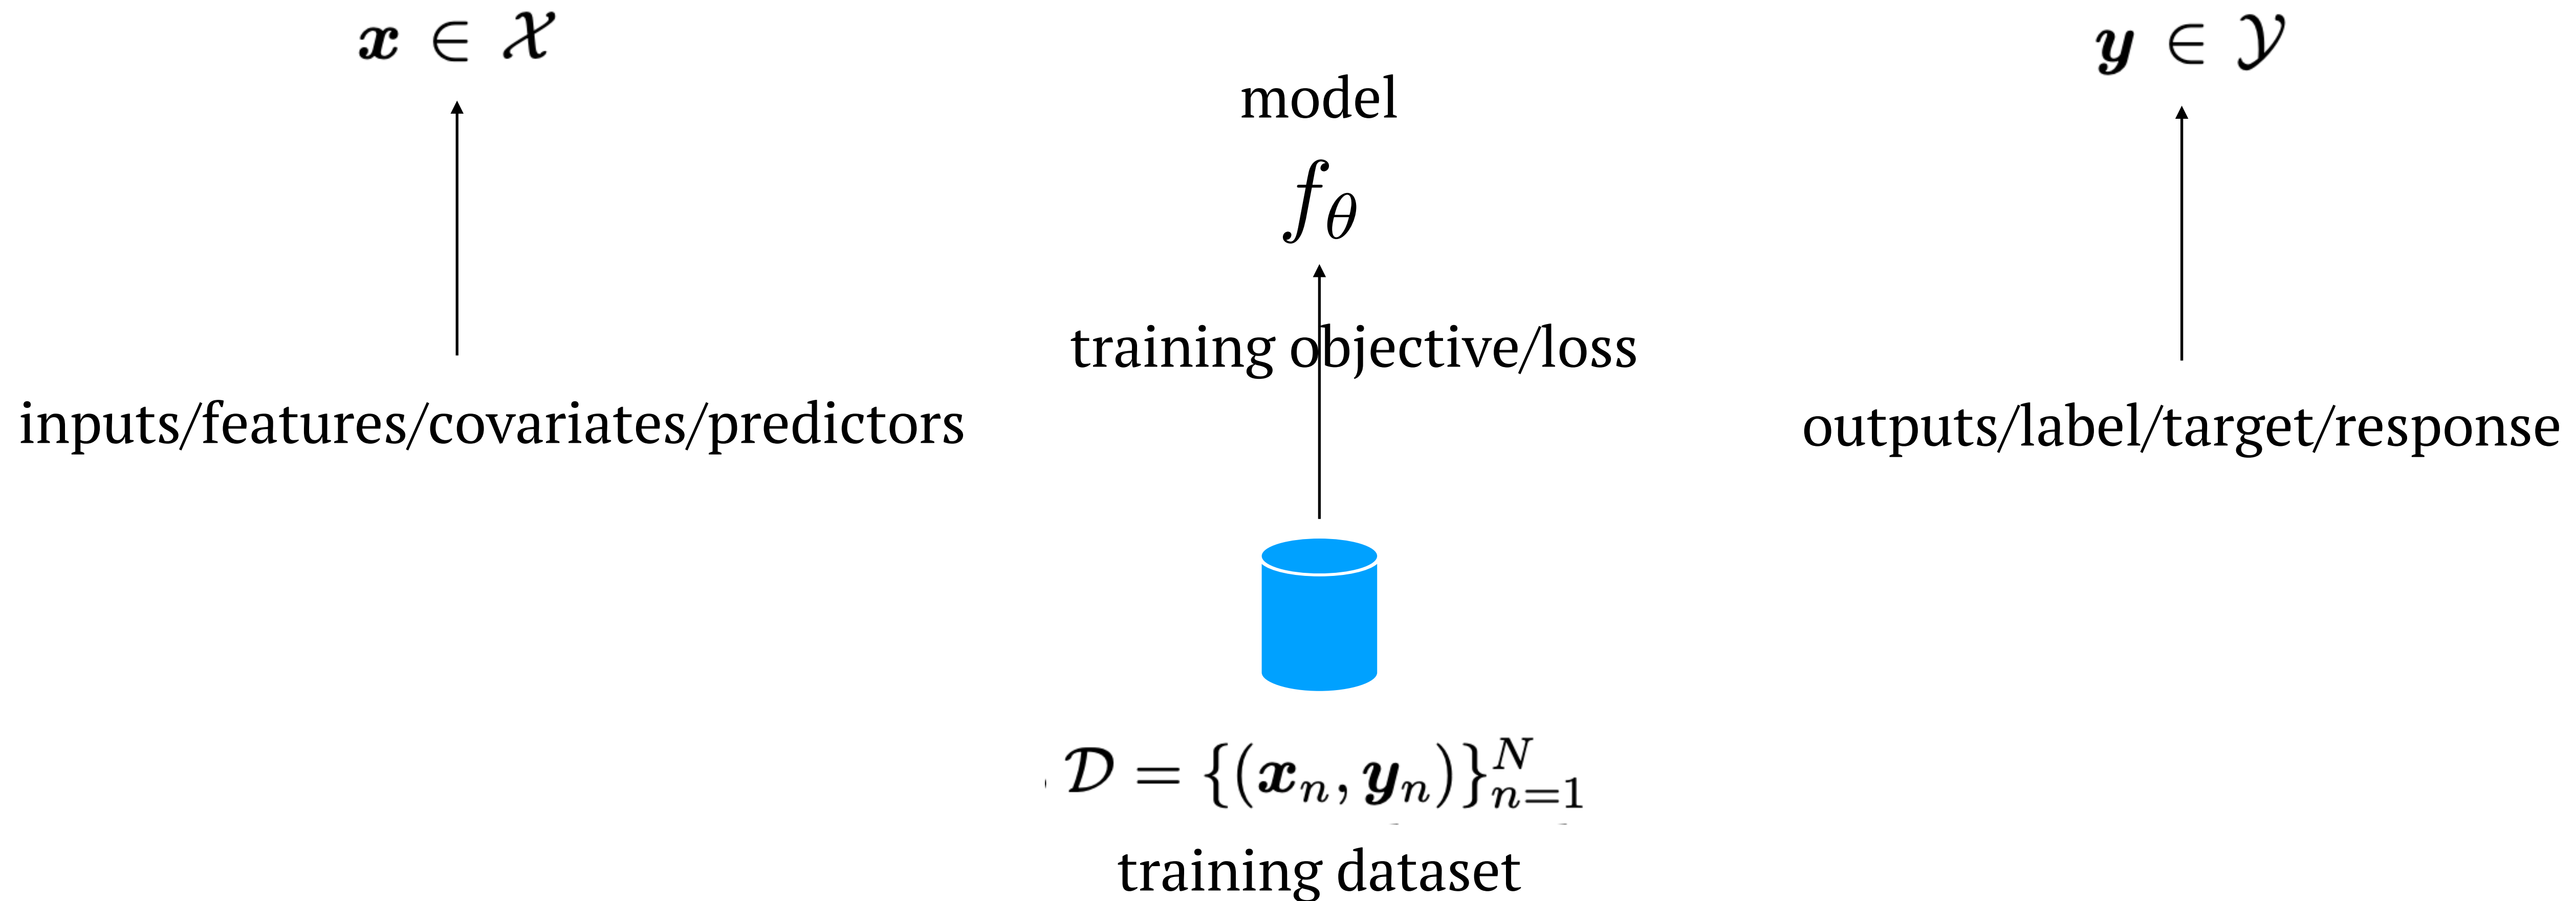 𝒙 ∈ 𝒳
𝒚 ∈ 𝒴
model
f_θ
training objective/loss
inputs/features/covariates/predictors
outputs/label/target/response
𝒟 = {(𝒙_n, 𝒚_n)}_{n=1}^N
training dataset